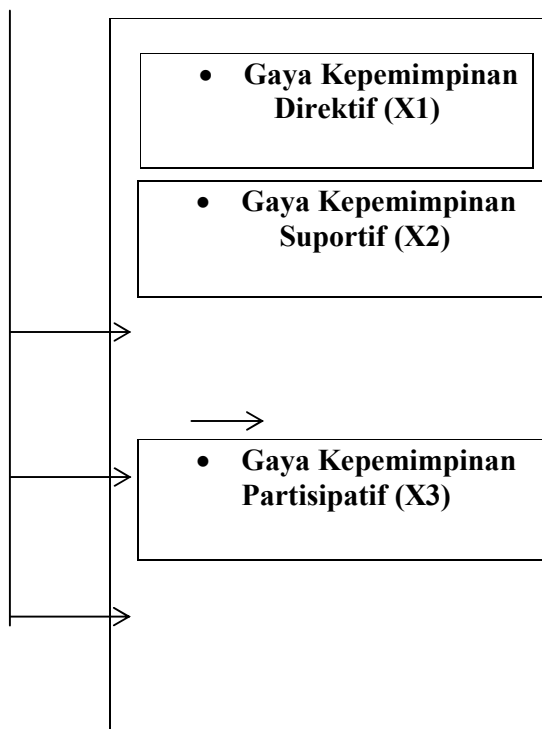 • Gaya Kepemimpinan
Direktif (X1)
• Gaya Kepemimpinan
Suportif (X2)
• Gaya Kepemimpinan
Partisipatif (X3)